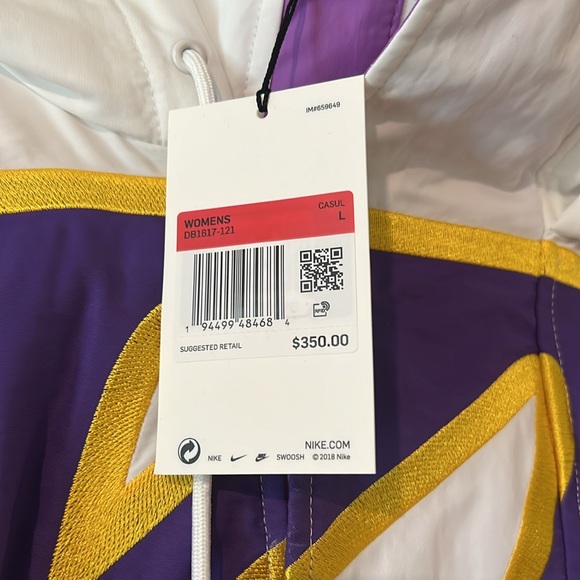 IM#659649
WOMENS CASUL
DB1617-121 L
RFID
1 94499 48468 4
SUGGESTED RETAIL $350.00
NIKE.COM
NIKE SWOOSH © 2018 Nike